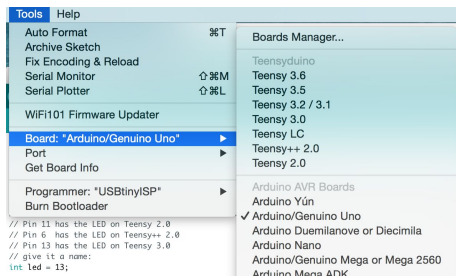 Tools Help
Auto Format ⌘T
Archive Sketch
Fix Encoding & Reload
Serial Monitor ⇧⌘M
Serial Plotter ⇧⌘L
WiFi101 Firmware Updater
Board: "Arduino/Genuino Uno" ▶
Port ▶
Get Board Info
Programmer: "USBtinyISP" ▶
Burn Bootloader
// Pin 11 has the LED on Teensy 2.0
// Pin 6 has the LED on Teensy++ 2.0
// Pin 13 has the LED on Teensy 3.0
// give it a name:
int led = 13;
Boards Manager...
Teensyduino
Teensy 3.6
Teensy 3.5
Teensy 3.2 / 3.1
Teensy 3.0
Teensy LC
Teensy++ 2.0
Teensy 2.0
Arduino AVR Boards
Arduino Yún
✓ Arduino/Genuino Uno
Arduino Duemilanove or Diecimila
Arduino Nano
Arduino/Genuino Mega or Mega 2560
Arduino Mega ADK